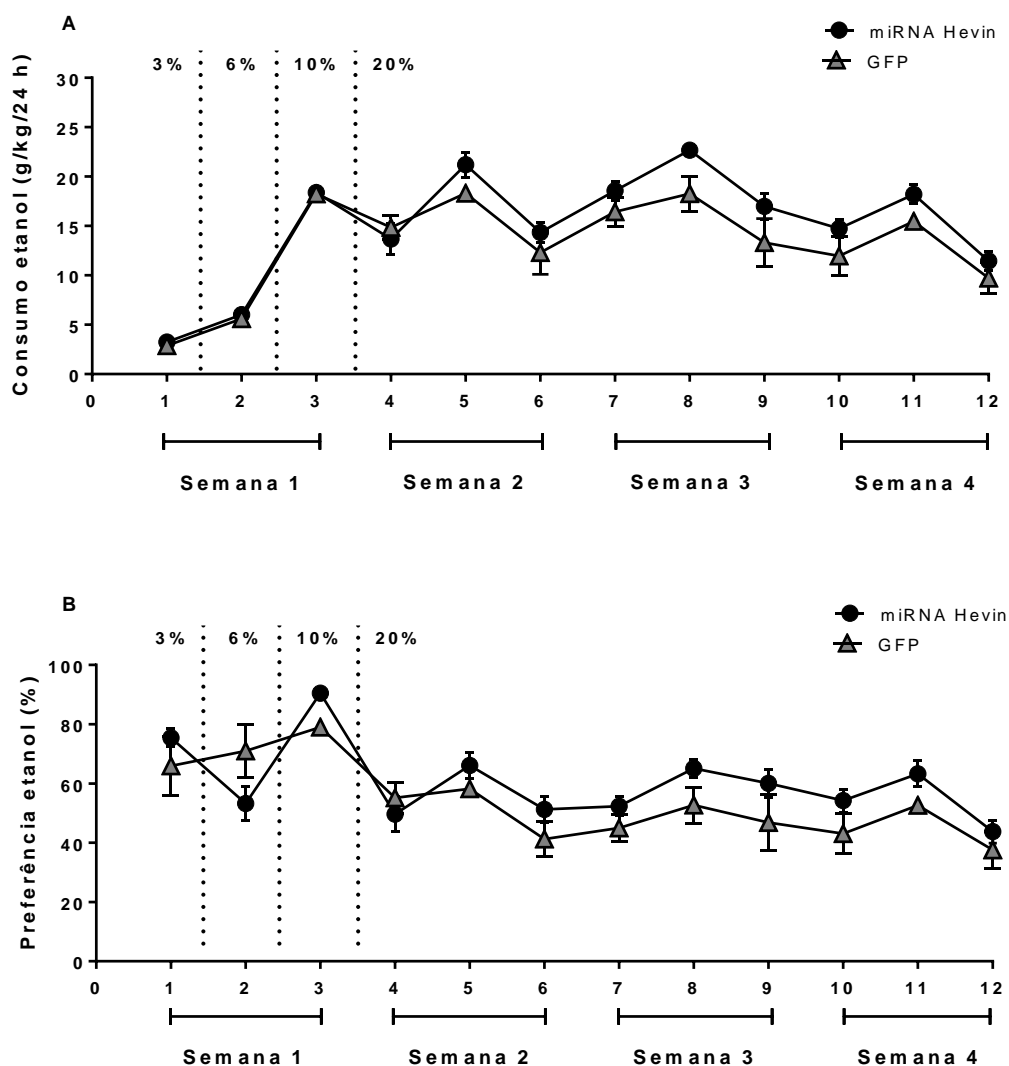 A
miRNA Hevin
GFP
3% 6% 10% 20%
Consumo etanol (g/kg/24 h)
30
25
20
15
10
5
0
0 1 2 3 4 5 6 7 8 9 10 11 12
Semana 1 Semana 2 Semana 3 Semana 4
B
miRNA Hevin
GFP
3% 6% 10% 20%
Preferência etanol (%)
100
80
60
40
20
0
0 1 2 3 4 5 6 7 8 9 10 11 12
Semana 1 Semana 2 Semana 3 Semana 4